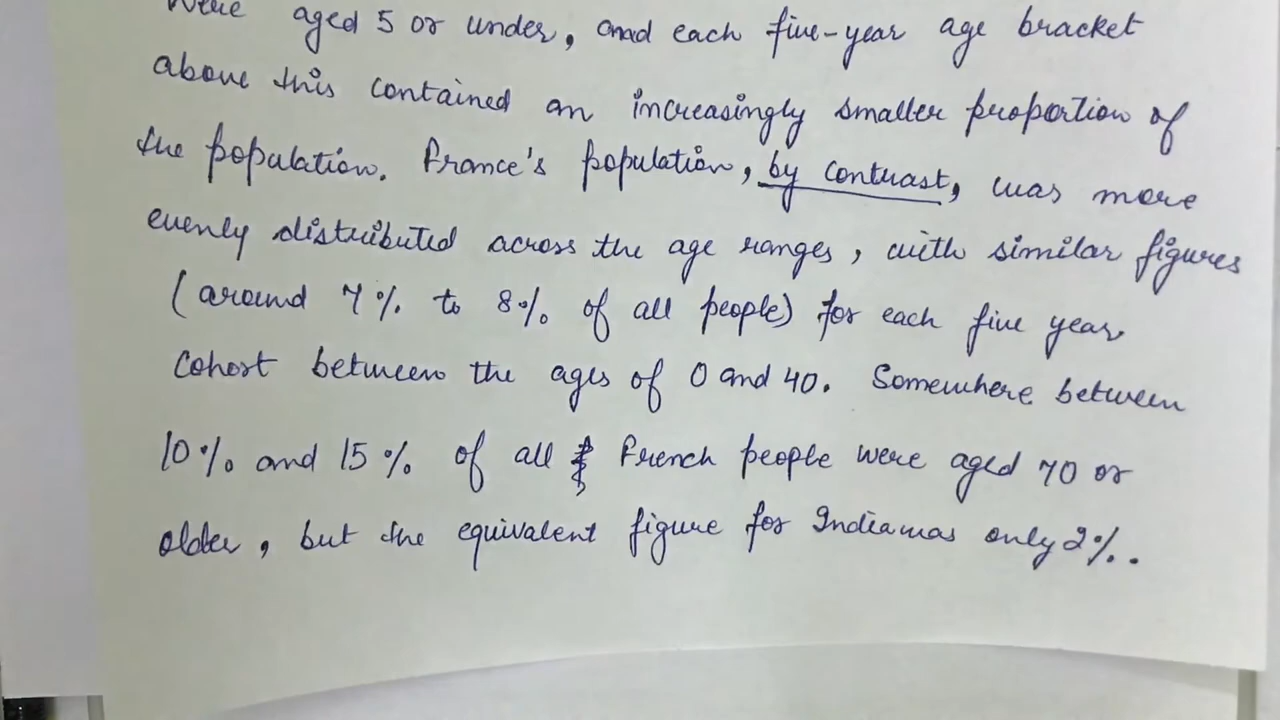 were aged 5 or under, and each five-year age bracket
above this contained an increasingly smaller proportion of
the population. France's population, by contrast, was more
evenly distributed across the age ranges, with similar figures
(around 7% to 8% of all people) for each five year
Cohort between the ages of 0 and 40. Somewhere between
10% and 15% of all French people were aged 70 or
older, but the equivalent figure for India was only 2%.